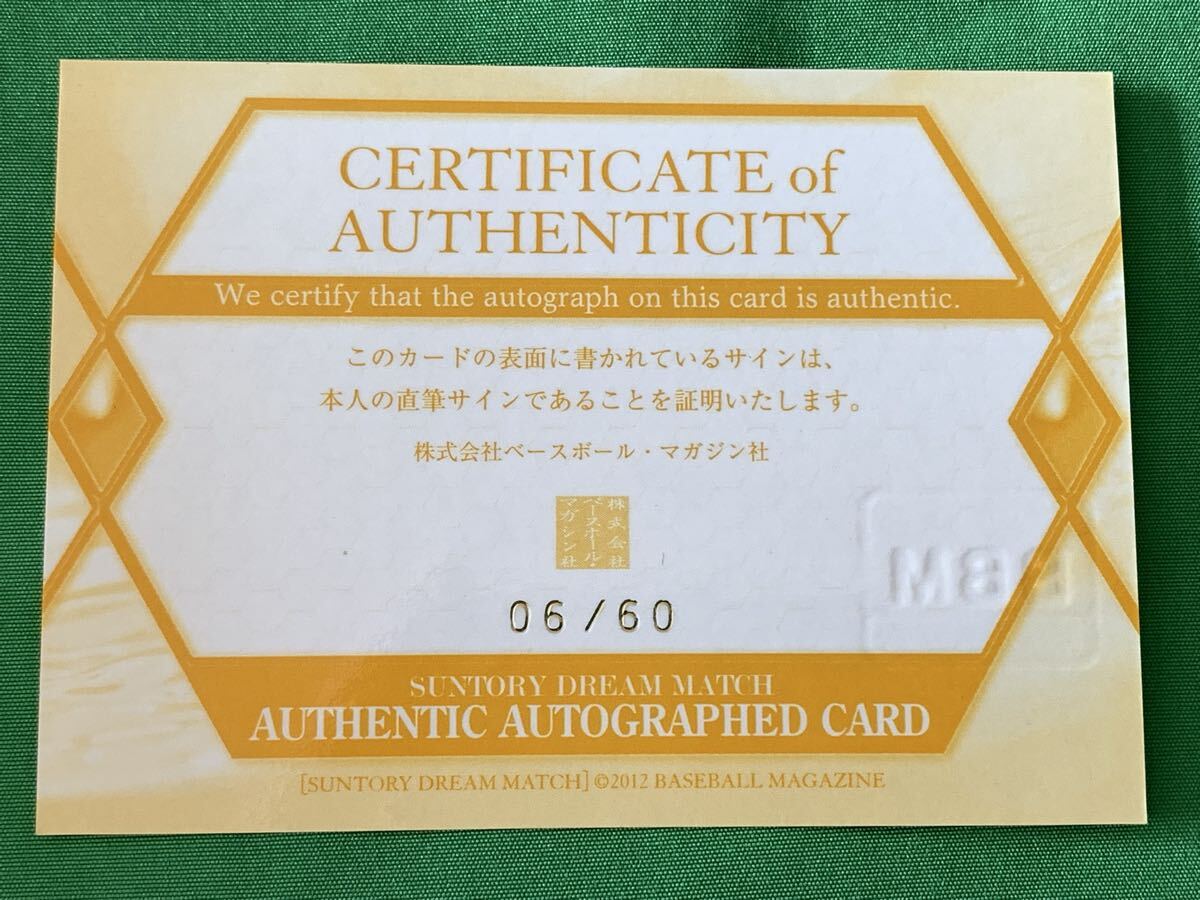 CERTIFICATE of
AUTHENTICITY
We certify that the autograph on this card is authentic.
このカードの表面に書かれているサインは、
本人の直筆サインであることを証明いたします。
株式会社ベースボール・マガジン社
株式会社
ベースボール・
マガジン社
BBM
06/60
SUNTORY DREAM MATCH
AUTHENTIC AUTOGRAPHED CARD
[SUNTORY DREAM MATCH] ©2012 BASEBALL MAGAZINE